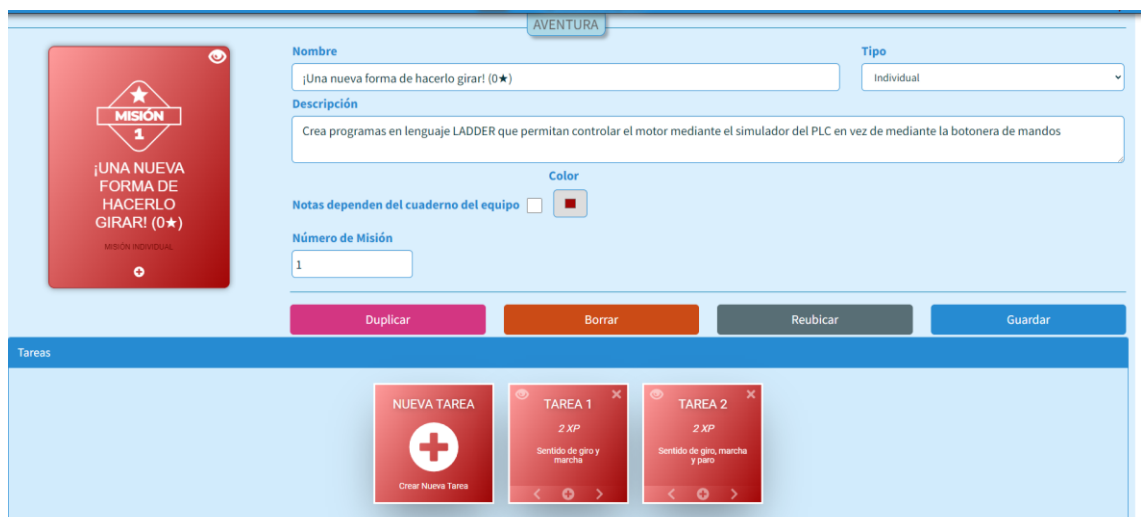 AVENTURA
MISIÓN
1
¡UNA NUEVA
FORMA DE
HACERLO
GIRAR! (0★)
MISIÓN INDIVIDUAL
Nombre
¡Una nueva forma de hacerlo girar! (0★)
Tipo
Individual
Descripción
Crea programas en lenguaje LADDER que permitan controlar el motor mediante el simulador del PLC en vez de mediante la botonera de mandos
Color
Notas dependen del cuaderno del equipo
Número de Misión
1
Duplicar
Borrar
Reubicar
Guardar
Tareas
NUEVA TAREA
Crear Nueva Tarea
TAREA 1
2 XP
Sentido de giro y
marcha
TAREA 2
2 XP
Sentido de giro, marcha
y paro